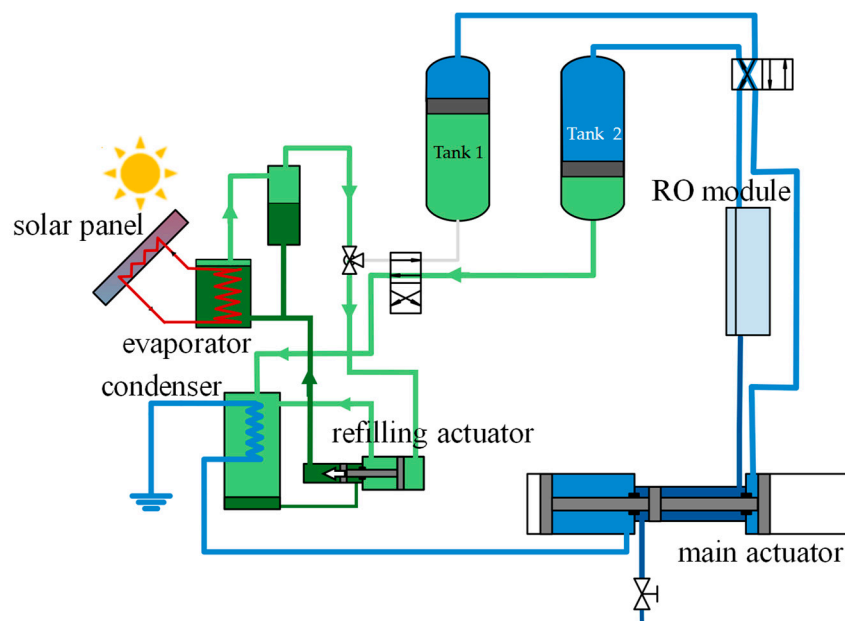 Tank 1
Tank 2
RO module
solar panel
evaporator
condenser
refilling actuator
main actuator